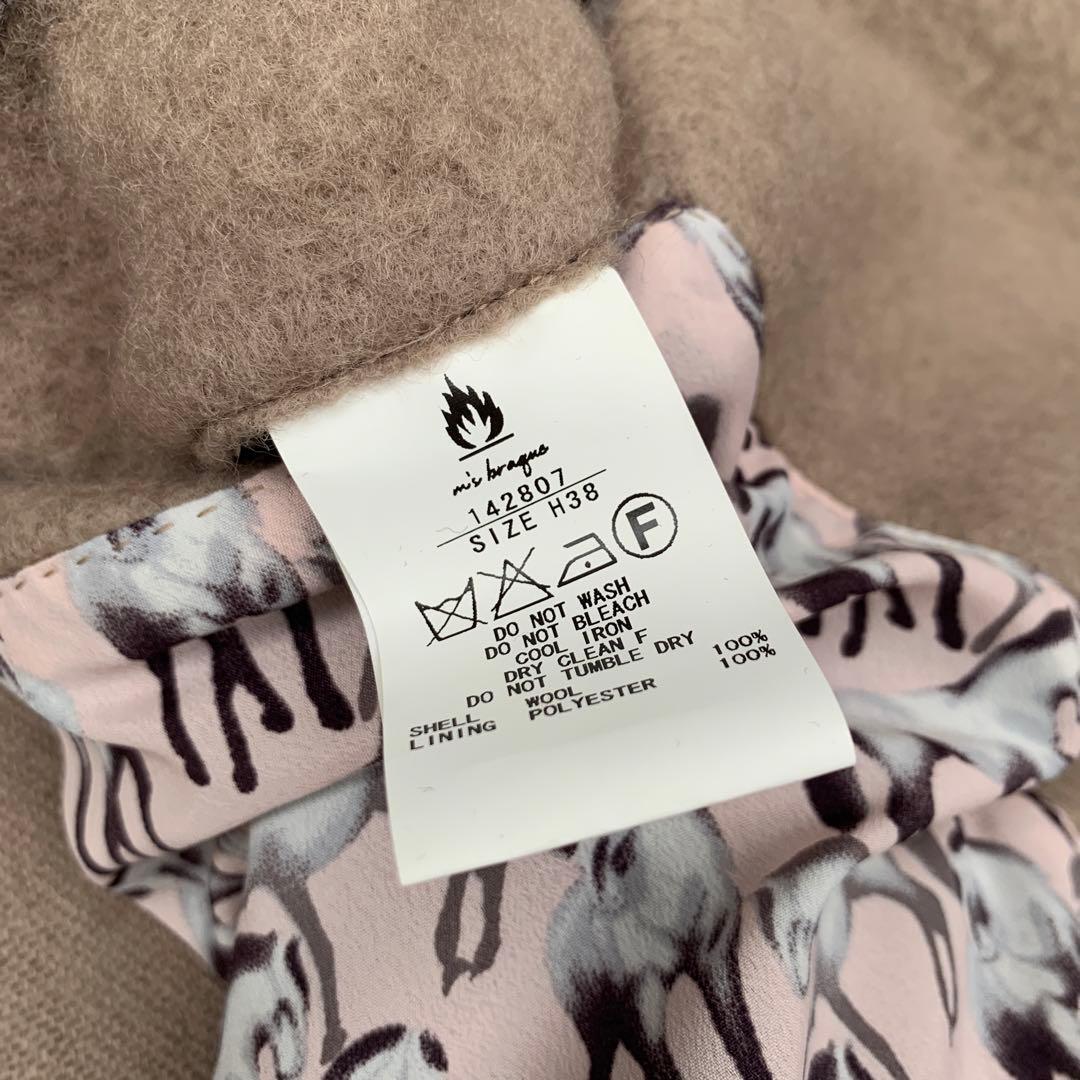 m's braque
142807
SIZE H38
F
DO NOT WASH
DO NOT BLEACH
COOL IRON
DRY CLEAN F
DO NOT TUMBLE DRY
SHELL WOOL 100%
LINING POLYESTER 100%